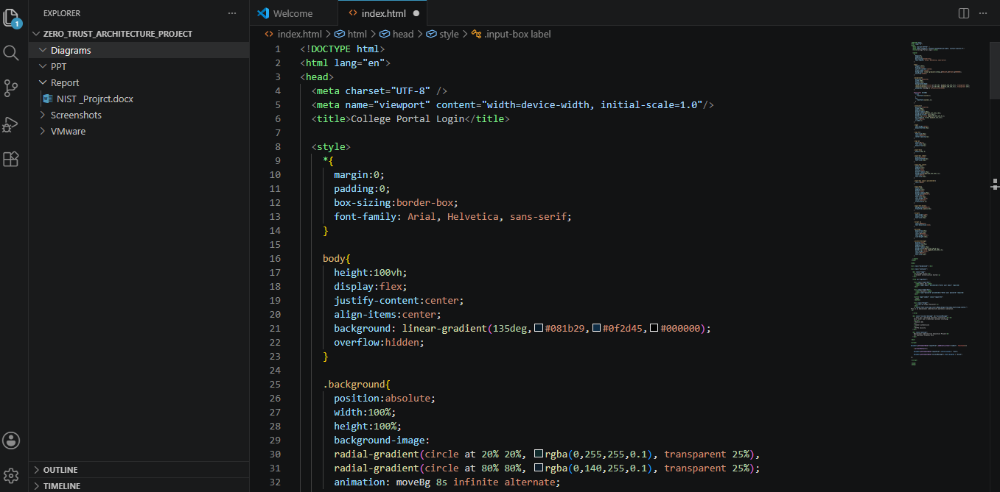 EXPLORER
ZERO_TRUST_ARCHITECTURE_PROJECT
Diagrams
PPT
Report
NIST _Projrct.docx
Screenshots
VMware
OUTLINE
TIMELINE
1
Welcome
index.html
index.html > html > head > style > .input-box label
1 <!DOCTYPE html>
2 <html lang="en">
3 <head>
4 <meta charset="UTF-8" />
5 <meta name="viewport" content="width=device-width, initial-scale=1.0"/>
6 <title>College Portal Login</title>
7
8 <style>
9 *{
10 margin:0;
11 padding:0;
12 box-sizing:border-box;
13 font-family: Arial, Helvetica, sans-serif;
14 }
15
16 body{
17 height:100vh;
18 display:flex;
19 justify-content:center;
20 align-items:center;
21 background: linear-gradient(135deg,#081b29,#0f2d45,#000000);
22 overflow:hidden;
23 }
24
25 .background{
26 position:absolute;
27 width:100%;
28 height:100%;
29 background-image:
30 radial-gradient(circle at 20% 20%, rgba(0,255,255,0.1), transparent 25%),
31 radial-gradient(circle at 80% 80%, rgba(0,140,255,0.1), transparent 25%);
32 animation: moveBg 8s infinite alternate;